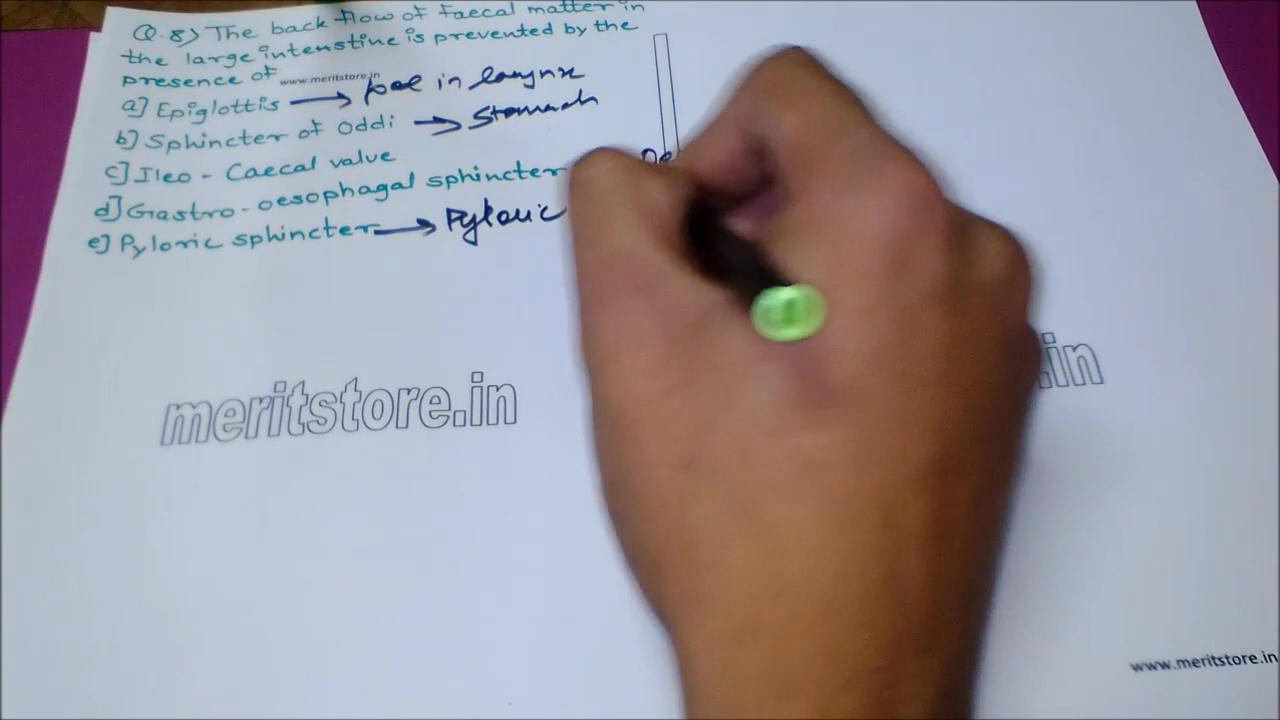 Q.8) The back flow of faecal matter in
the large intenstine is prevented by the
presence of www.meritstore.in
a] Epiglottis → in larynx
b] Sphincter of Oddi → Stomach
c] Ileo - Caecal value
d] Gastro - oesophagal sphincter
e] Pyloric sphincter → Pyloric
meritstore.in
.in
www.meritstore.in